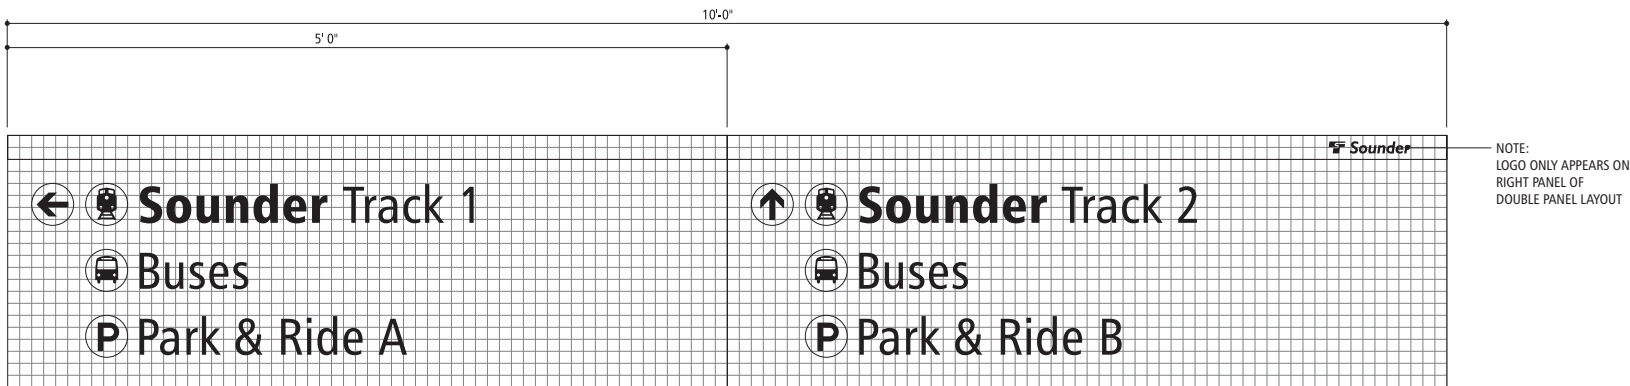 10'-0"
5' 0"
Sounder
NOTE:
LOGO ONLY APPEARS ON
RIGHT PANEL OF
DOUBLE PANEL LAYOUT
Sounder Track 1
Buses
P Park & Ride A
Sounder Track 2
Buses
P Park & Ride B